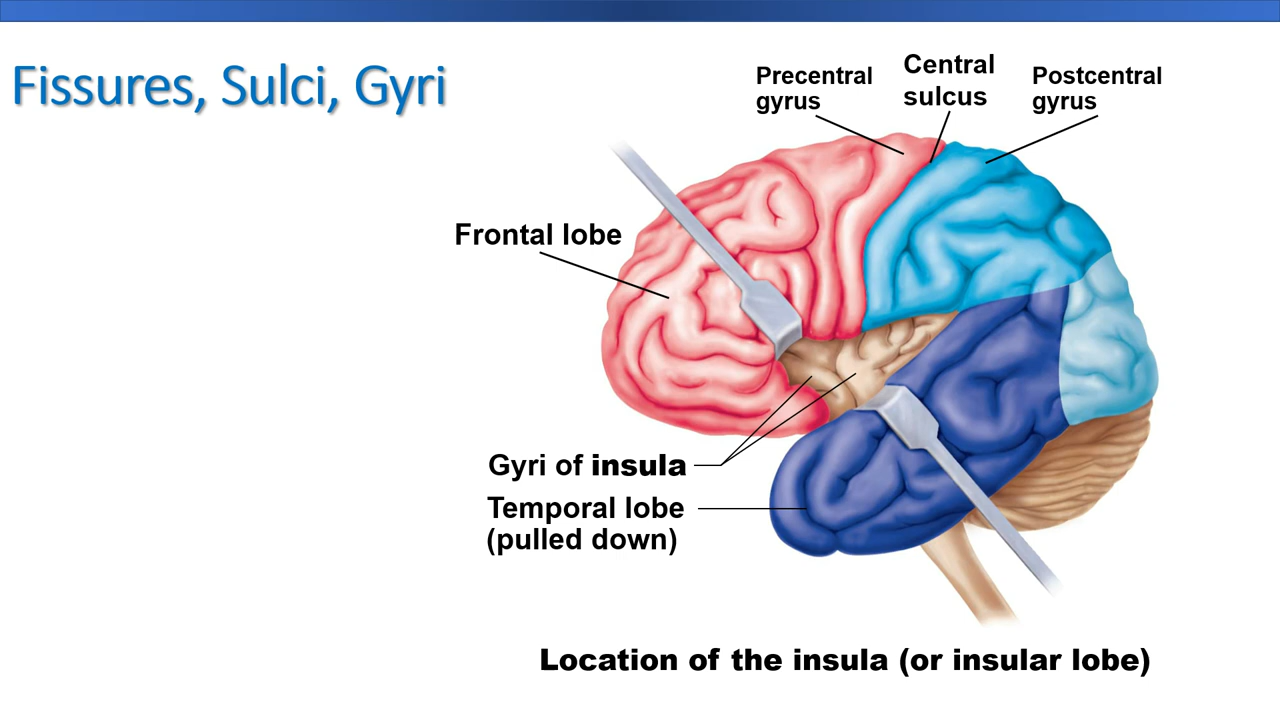 Fissures, Sulci, Gyri
Precentral
gyrus
Central
sulcus
Postcentral
gyrus
Frontal lobe
Gyri of insula
Temporal lobe
(pulled down)
Location of the insula (or insular lobe)